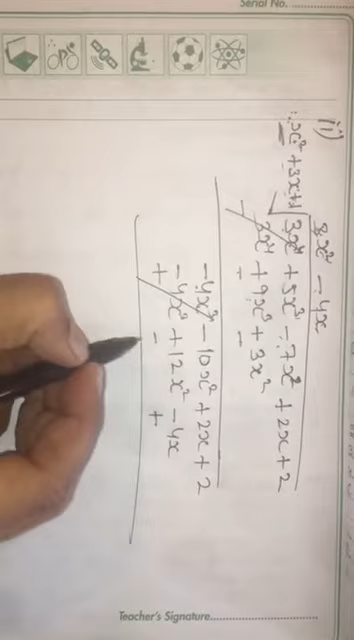 Serial No. ..............
ii)
3x² - 4x
x² + 3x+1 √ 3x⁴ + 5x³ - 7x² + 2x + 2
3x⁴ + 9x³ + 3x²
- - -
-4x³ - 10x² + 2x + 2
-4x³ + 12x² - 4x
+ - +
Teacher's Signature..............................